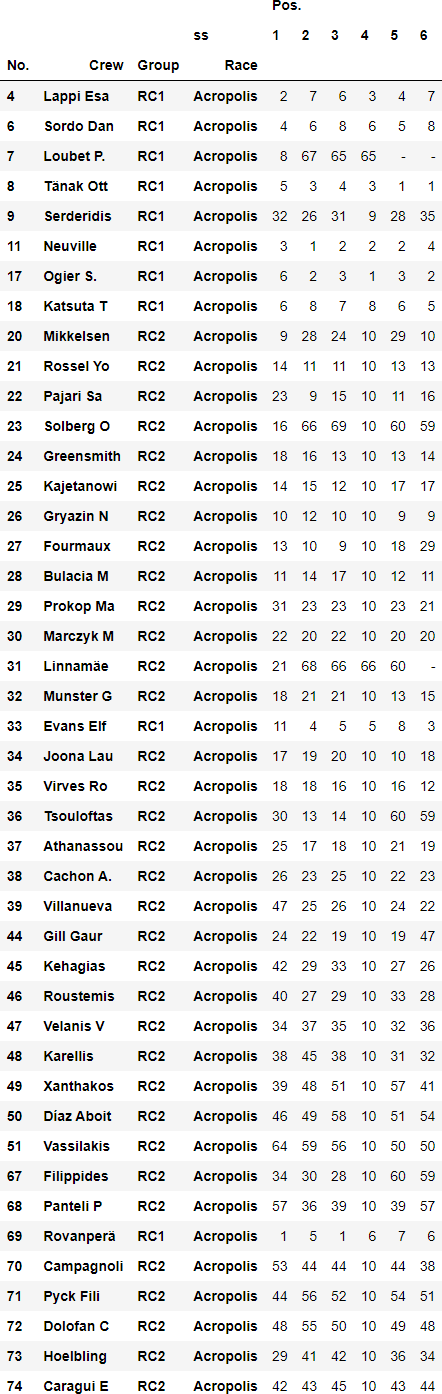 Pos.
ss 1 2 3 4 5 6
No. Crew Group Race
4 Lappi Esa RC1 Acropolis 2 7 6 3 4 7
6 Sordo Dan RC1 Acropolis 4 6 8 6 5 8
7 Loubet P. RC1 Acropolis 8 67 65 65 - -
8 Tänak Ott RC1 Acropolis 5 3 4 3 1 1
9 Serderidis RC1 Acropolis 32 26 31 9 28 35
11 Neuville RC1 Acropolis 3 1 2 2 2 4
17 Ogier S. RC1 Acropolis 6 2 3 1 3 2
18 Katsuta T RC1 Acropolis 6 8 7 8 6 5
20 Mikkelsen RC2 Acropolis 9 28 24 10 29 10
21 Rossel Yo RC2 Acropolis 14 11 11 10 13 13
22 Pajari Sa RC2 Acropolis 23 9 15 10 11 16
23 Solberg O RC2 Acropolis 16 66 69 10 60 59
24 Greensmith RC2 Acropolis 18 16 13 10 13 14
25 Kajetanowi RC2 Acropolis 14 15 12 10 17 17
26 Gryazin N RC2 Acropolis 10 12 10 10 9 9
27 Fourmaux RC2 Acropolis 13 10 9 10 18 29
28 Bulacia M RC2 Acropolis 11 14 17 10 12 11
29 Prokop Ma RC2 Acropolis 31 23 23 10 23 21
30 Marczyk M RC2 Acropolis 22 20 22 10 20 20
31 Linnamäe RC2 Acropolis 21 68 66 66 60 -
32 Munster G RC2 Acropolis 18 21 21 10 13 15
33 Evans Elf RC1 Acropolis 11 4 5 5 8 3
34 Joona Lau RC2 Acropolis 17 19 20 10 10 18
35 Virves Ro RC2 Acropolis 18 18 16 10 16 12
36 Tsouloftas RC2 Acropolis 30 13 14 10 60 59
37 Athanassou RC2 Acropolis 25 17 18 10 21 19
38 Cachon A. RC2 Acropolis 26 23 25 10 22 23
39 Villanueva RC2 Acropolis 47 25 26 10 24 22
44 Gill Gaur RC2 Acropolis 24 22 19 10 19 47
45 Kehagias RC2 Acropolis 42 29 33 10 27 26
46 Roustemis RC2 Acropolis 40 27 29 10 33 28
47 Velanis V RC2 Acropolis 34 37 35 10 32 36
48 Karellis RC2 Acropolis 38 45 38 10 31 32
49 Xanthakos RC2 Acropolis 39 48 51 10 57 41
50 Díaz Aboit RC2 Acropolis 46 49 58 10 51 54
51 Vassilakis RC2 Acropolis 64 59 56 10 50 50
67 Filippides RC2 Acropolis 34 30 28 10 60 59
68 Panteli P RC2 Acropolis 57 36 39 10 39 57
69 Rovanperä RC1 Acropolis 1 5 1 6 7 6
70 Campagnoli RC2 Acropolis 53 44 44 10 44 38
71 Pyck Fili RC2 Acropolis 44 56 52 10 54 51
72 Dolofan C RC2 Acropolis 48 55 50 10 49 48
73 Hoelbling RC2 Acropolis 29 41 42 10 36 34
74 Caragui E RC2 Acropolis 42 43 45 10 43 44